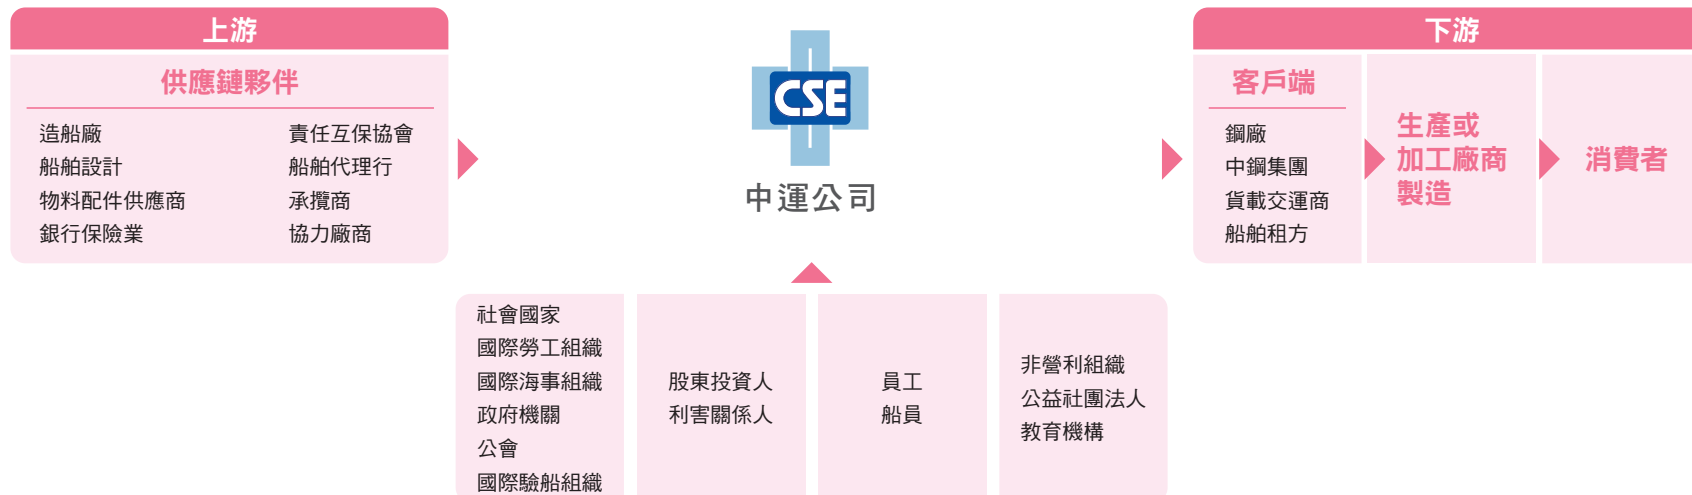 上游
供應鏈夥伴
造船廠
船舶設計
物料配件供應商
銀行保險業
責任互保協會
船舶代理行
承攬商
協力廠商
CSE
中運公司
下游
客戶端
鋼廠
中鋼集團
貨載交運商
船舶租方
生產或
加工廠商
製造
消費者
社會國家
國際勞工組織
國際海事組織
政府機關
公會
國際驗船組織
股東投資人
利害關係人
員工
船員
非營利組織
公益社團法人
教育機構